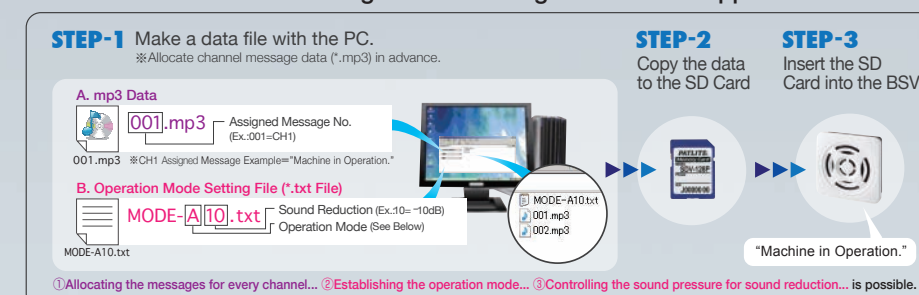 STEP-1 Make a data file with the PC.
※Allocate channel message data (*.mp3) in advance.
A. mp3 Data
001.mp3
Assigned Message No.
(Ex.:001=CH1)
001.mp3 ※CH1 Assigned Message Example="Machine in Operation."
B. Operation Mode Setting File (*.txt File)
MODE-A10.txt
Sound Reduction (Ex.:10= -10dB)
Operation Mode (See Below)
MODE-A10.txt
MODE-A10.txt
001.mp3
002.mp3
STEP-2
Copy the data
to the SD Card
PATLITE
Memory Card
SDV-128P
STEP-3
Insert the SD
Card into the BSV
"Machine in Operation."
①Allocating the messages for every channel... ②Establishing the operation mode... ③Controlling the sound pressure for sound reduction... is possible.